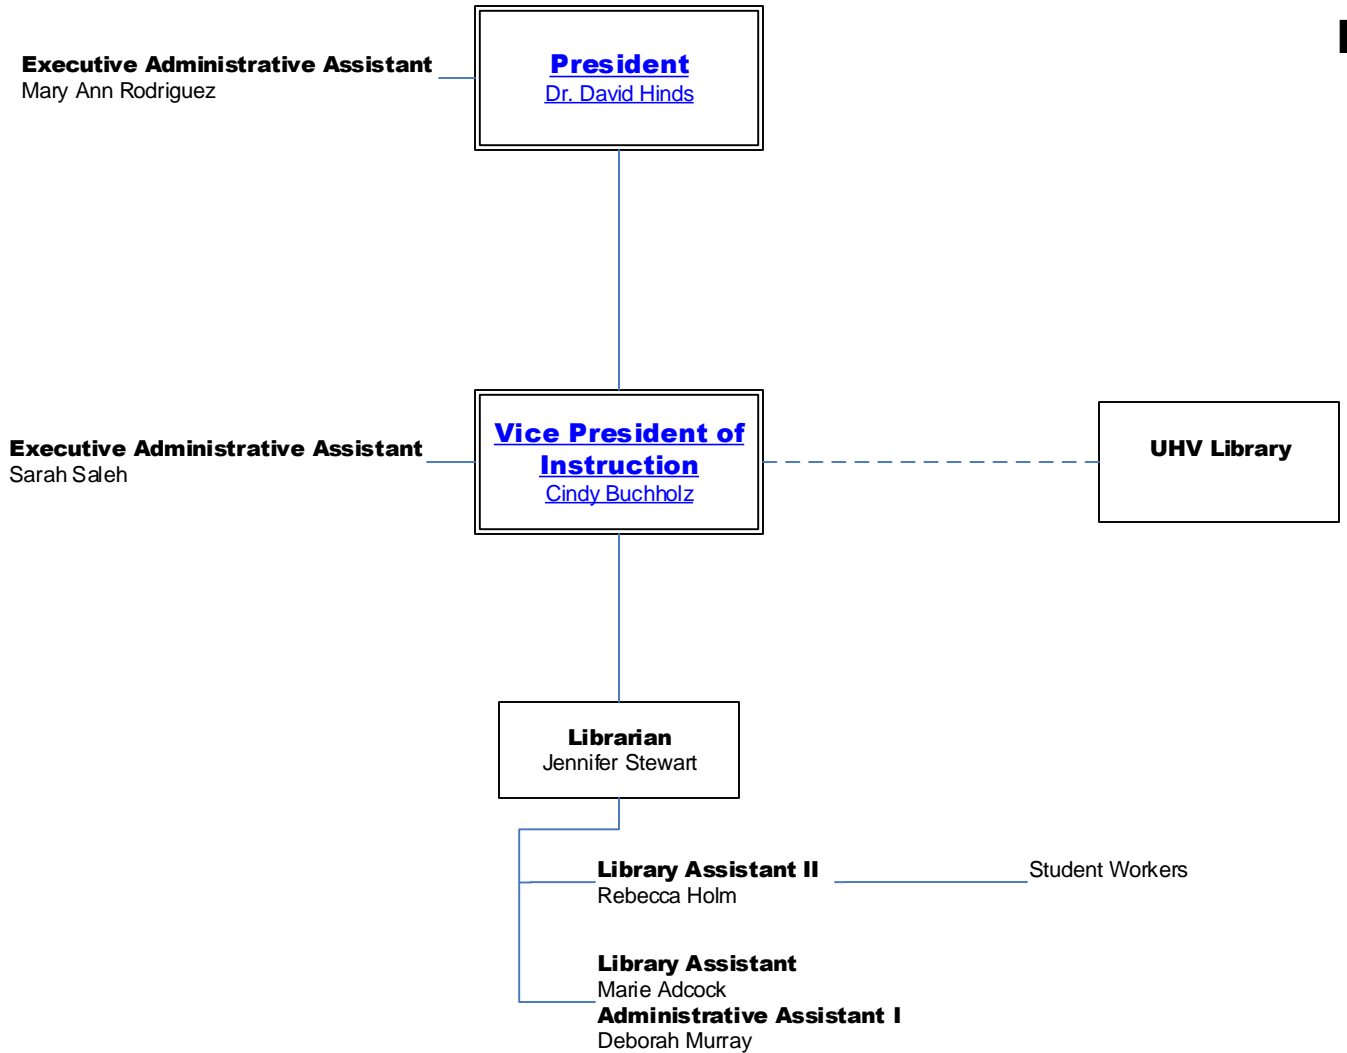 Executive Administrative Assistant
Mary Ann Rodriguez
President
Dr. David Hinds
Executive Administrative Assistant
Sarah Saleh
Vice President of
Instruction
Cindy Buchholz
UHV Library
Librarian
Jennifer Stewart
Library Assistant II
Rebecca Holm
Student Workers
Library Assistant
Marie Adcock
Administrative Assistant I
Deborah Murray